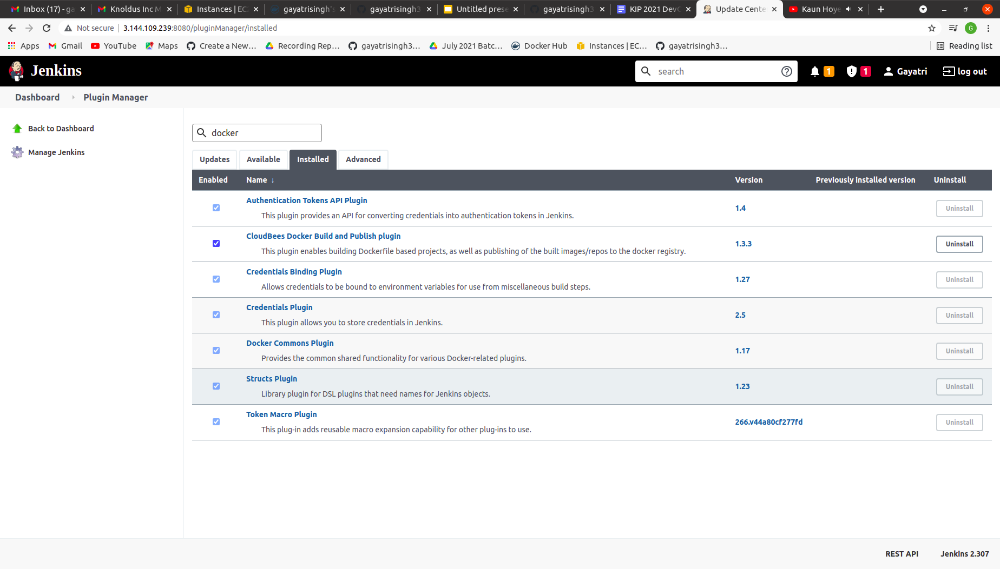 Inbox (17) - ga
Knoldus Inc M
Instances | EC
gayatrisingh's
gayatrisingh3
Untitled prese
gayatrisingh3
KIP 2021 DevO
Update Cente
Kaun Hoye
Not secure
3.144.109.239:8080/pluginManager/installed
G
Apps
Gmail
YouTube
Maps
Create a New...
Recording Rep...
gayatrisingh3...
July 2021 Batc...
Docker Hub
Instances | EC...
gayatrisingh3...
Reading list
Jenkins
search
1
1
Gayatri
log out
Dashboard
Plugin Manager
Back to Dashboard
Manage Jenkins
docker
Updates
Available
Installed
Advanced
Enabled
Name ↓
Version
Previously installed version
Uninstall
Authentication Tokens API Plugin
This plugin provides an API for converting credentials into authentication tokens in Jenkins.
1.4
Uninstall
CloudBees Docker Build and Publish plugin
This plugin enables building Dockerfile based projects, as well as publishing of the built images/repos to the docker registry.
1.3.3
Uninstall
Credentials Binding Plugin
Allows credentials to be bound to environment variables for use from miscellaneous build steps.
1.27
Uninstall
Credentials Plugin
This plugin allows you to store credentials in Jenkins.
2.5
Uninstall
Docker Commons Plugin
Provides the common shared functionality for various Docker-related plugins.
1.17
Uninstall
Structs Plugin
Library plugin for DSL plugins that need names for Jenkins objects.
1.23
Uninstall
Token Macro Plugin
This plug-in adds reusable macro expansion capability for other plug-ins to use.
266.v44a80cf277fd
Uninstall
REST API
Jenkins 2.307